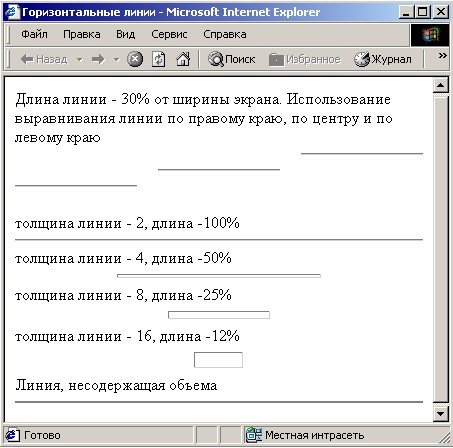 Горизонтальные линии - Microsoft Internet Explorer
Файл Правка Вид Сервис Справка
Назад Поиск Избранное Журнал »
Длина линии - 30% от ширины экрана. Использование
выравнивания линии по правому краю, по центру и по
левому краю
толщина линии - 2, длина -100%
толщина линии - 4, длина -50%
толщина линии - 8, длина -25%
толщина линии - 16, длина -12%
Линия, несодержащая объема
Готово Местная интрасеть